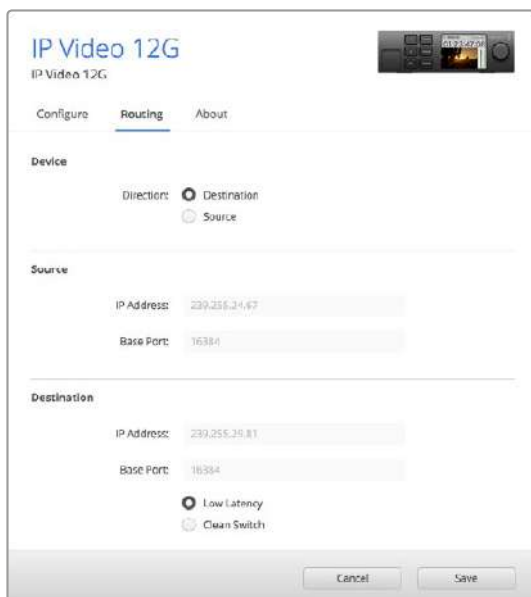 IP Video 12G
IP Video 12G
Configure Routing About
Device
Direction: Destination
Source
Source
IP Address: 239.255.24.67
Base Port: 16384
Destination
IP Address: 239.255.29.81
Base Port: 16384
Low Latency
Clean Switch
Cancel Save